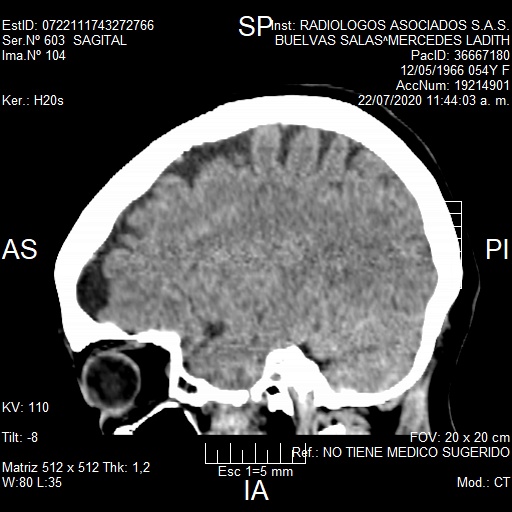 EstID: 0722111743272766
Ser.Nº 603 SAGITAL
Ima.Nº 104
Ker.: H20s
SP
Inst: RADIOLOGOS ASOCIADOS S.A.S.
BUELVAS SALAS^MERCEDES LADITH
PacID: 36667180
12/05/1966 054Y F
AccNum: 19214901
22/07/2020 11:44:03 a. m.
AS
PI
KV: 110
Tilt: -8
Matriz 512 x 512 Thk: 1,2
W:80 L:35
Esc 1=5 mm
IA
FOV: 20 x 20 cm
Ref.: NO TIENE MEDICO SUGERIDO
Mod.: CT